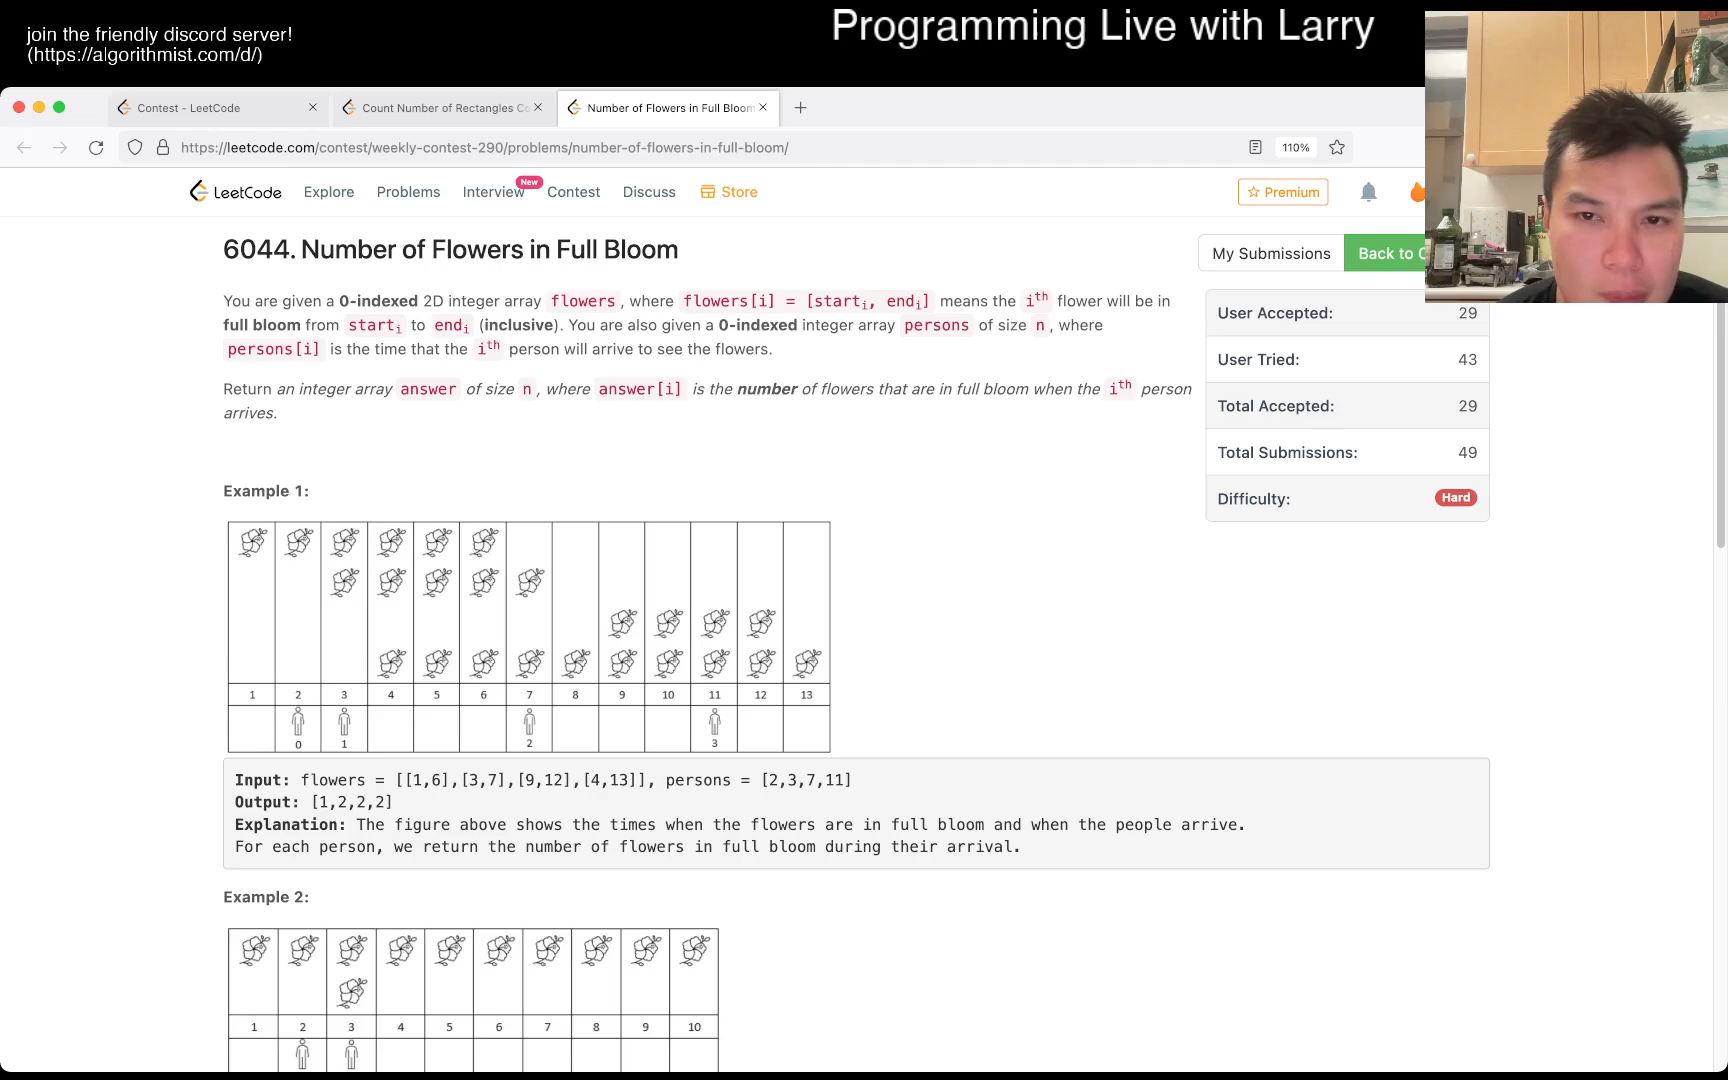 join the friendly discord server!
(https://algorithmist.com/d/)
Programming Live with Larry
Contest - LeetCode
Count Number of Rectangles Co
Number of Flowers in Full Bloom
https://leetcode.com/contest/weekly-contest-290/problems/number-of-flowers-in-full-bloom/
110%
LeetCode
Explore
Problems
Interview
New
Contest
Discuss
Store
Premium
6044. Number of Flowers in Full Bloom
My Submissions
Back to C
You are given a 0-indexed 2D integer array flowers, where flowers[i] = [starti, endi] means the ith flower will be in
full bloom from starti to endi (inclusive). You are also given a 0-indexed integer array persons of size n, where
persons[i] is the time that the ith person will arrive to see the flowers.
Return an integer array answer of size n, where answer[i] is the number of flowers that are in full bloom when the ith person
arrives.
User Accepted: 29
User Tried: 43
Total Accepted: 29
Total Submissions: 49
Difficulty: Hard
Example 1:
1 2 3 4 5 6 7 8 9 10 11 12 13
0 1 2 3
Input: flowers = [[1,6],[3,7],[9,12],[4,13]], persons = [2,3,7,11]
Output: [1,2,2,2]
Explanation: The figure above shows the times when the flowers are in full bloom and when the people arrive.
For each person, we return the number of flowers in full bloom during their arrival.
Example 2:
1 2 3 4 5 6 7 8 9 10